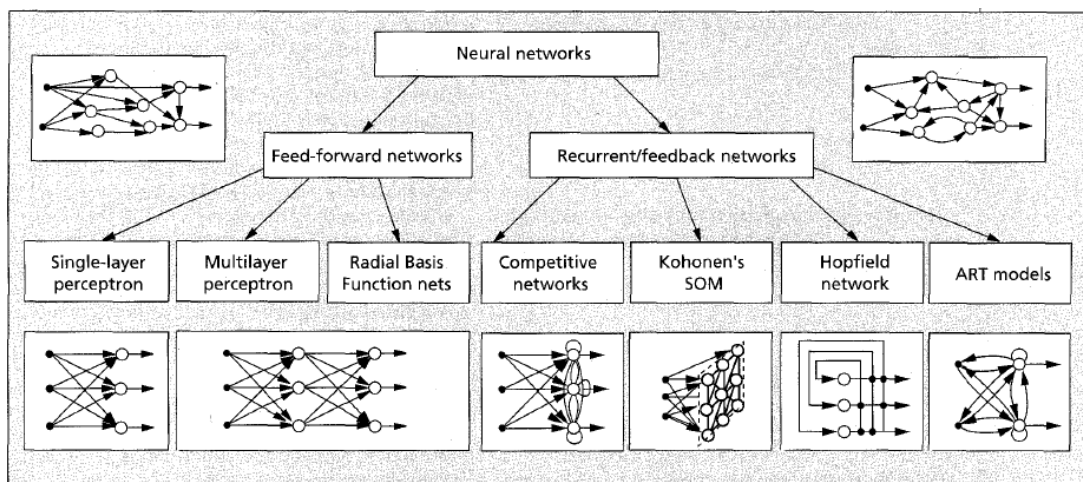 Neural networks
Feed-forward networks
Recurrent/feedback networks
Single-layer
perceptron
Multilayer
perceptron
Radial Basis
Function nets
Competitive
networks
Kohonen's
SOM
Hopfield
network
ART models